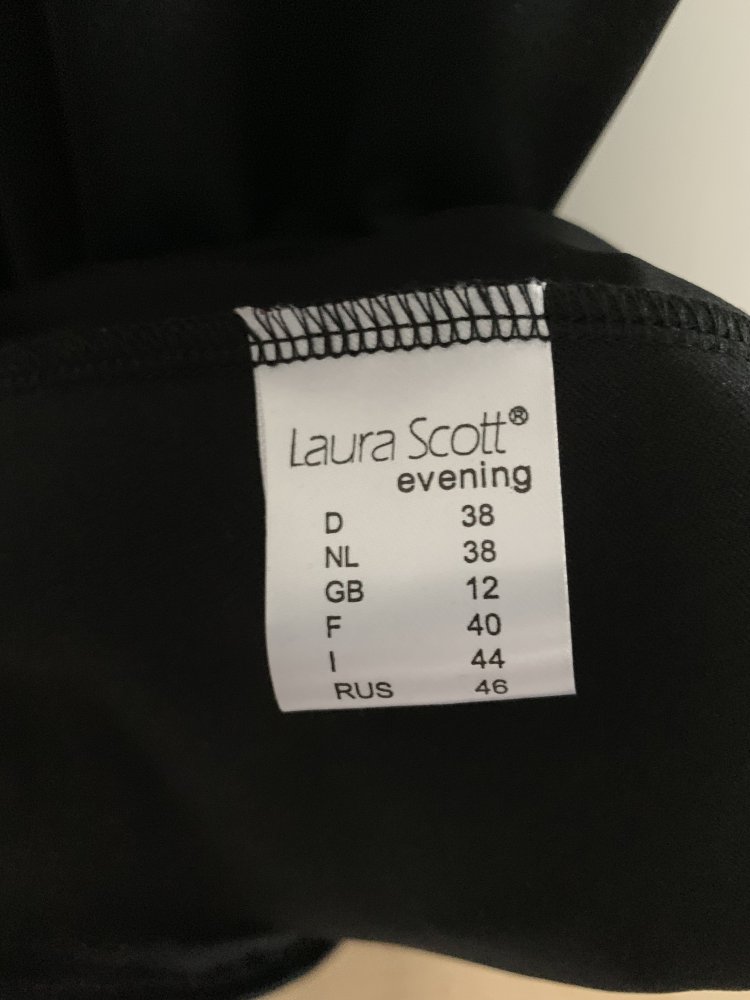 Laura Scott®
evening
D 38
NL 38
GB 12
F 40
I 44
RUS 46